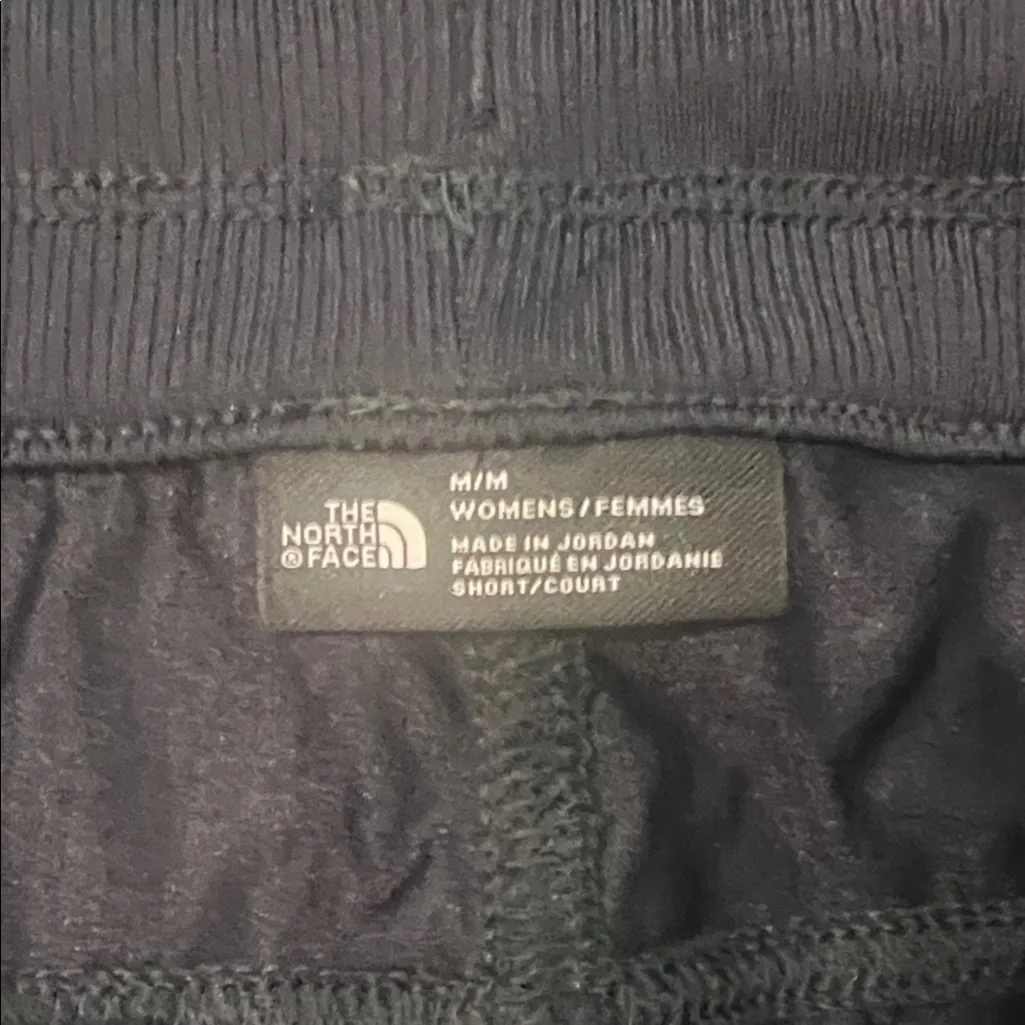 THE
NORTH
® FACE
M/M
WOMENS/FEMMES
MADE IN JORDAN
FABRIQUÉ EN JORDANIE
SHORT/COURT